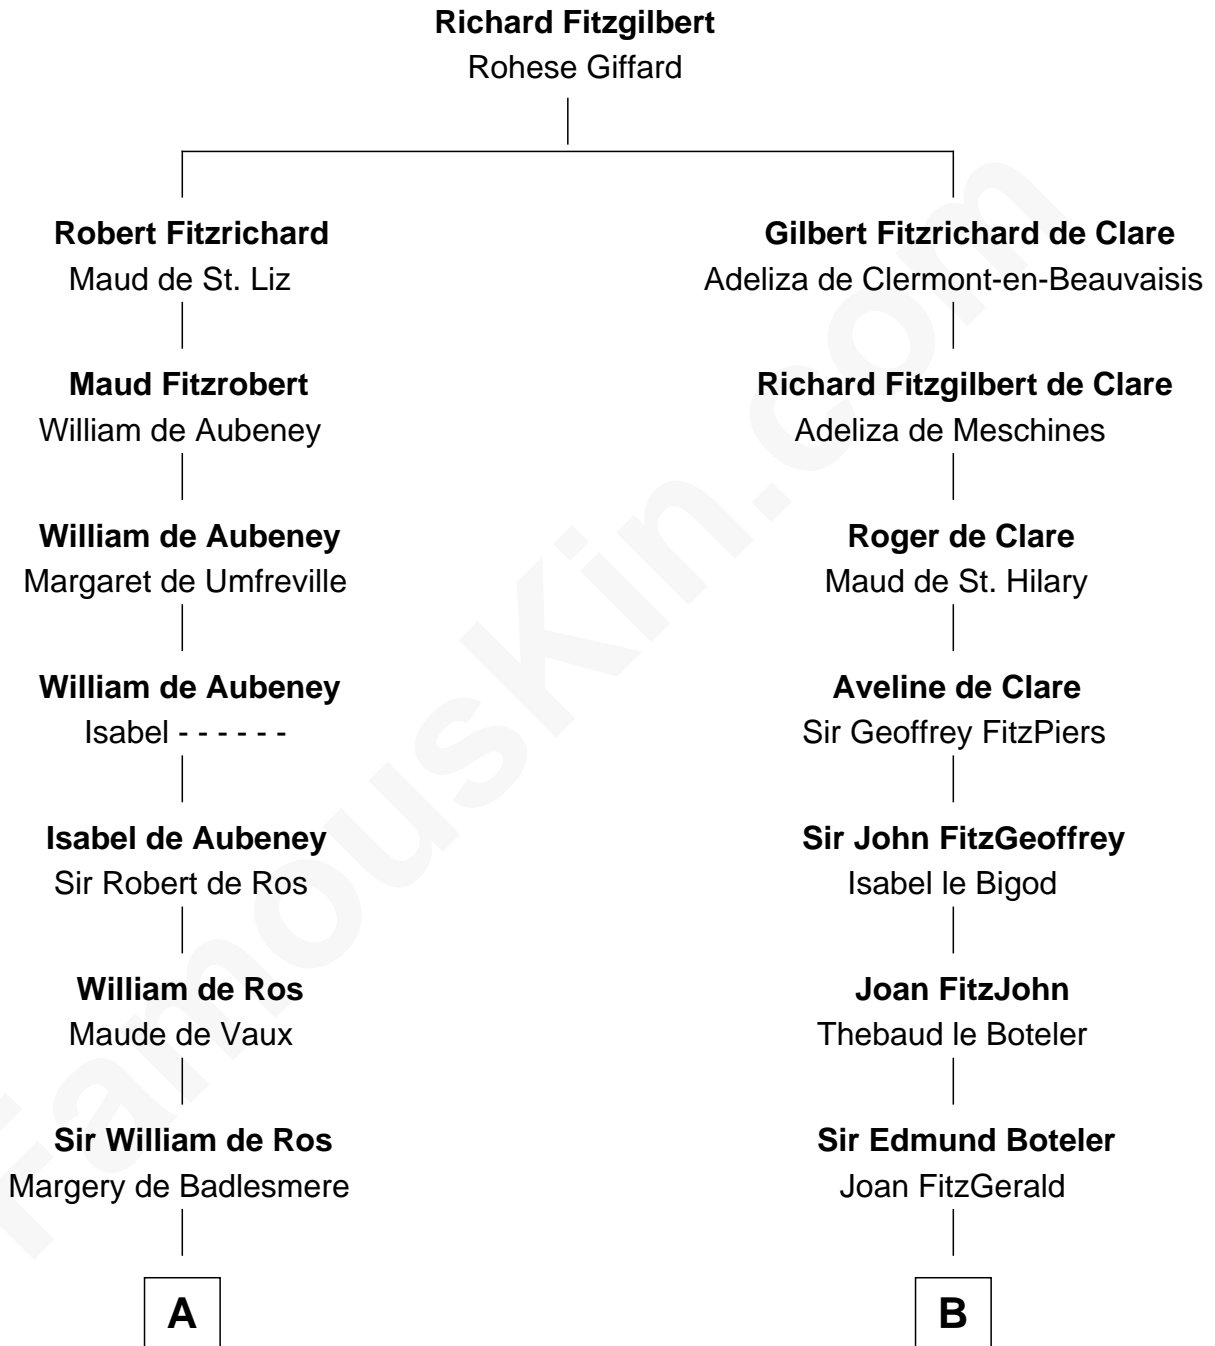 Richard Fitzgilbert
Rohese Giffard
Robert Fitzrichard
Maud de St. Liz
Gilbert Fitzrichard de Clare
Adeliza de Clermont-en-Beauvaisis
Maud Fitzrobert
William de Aubeney
Richard Fitzgilbert de Clare
Adeliza de Meschines
William de Aubeney
Margaret de Umfreville
Roger de Clare
Maud de St. Hilary
William de Aubeney
Isabel - - - - - -
Aveline de Clare
Sir Geoffrey FitzPiers
Isabel de Aubeney
Sir Robert de Ros
Sir John FitzGeoffrey
Isabel le Bigod
William de Ros
Maude de Vaux
Joan FitzJohn
Thebaud le Boteler
Sir William de Ros
Margery de Badlesmere
Sir Edmund Boteler
Joan FitzGerald
A
B
FamousKin.com